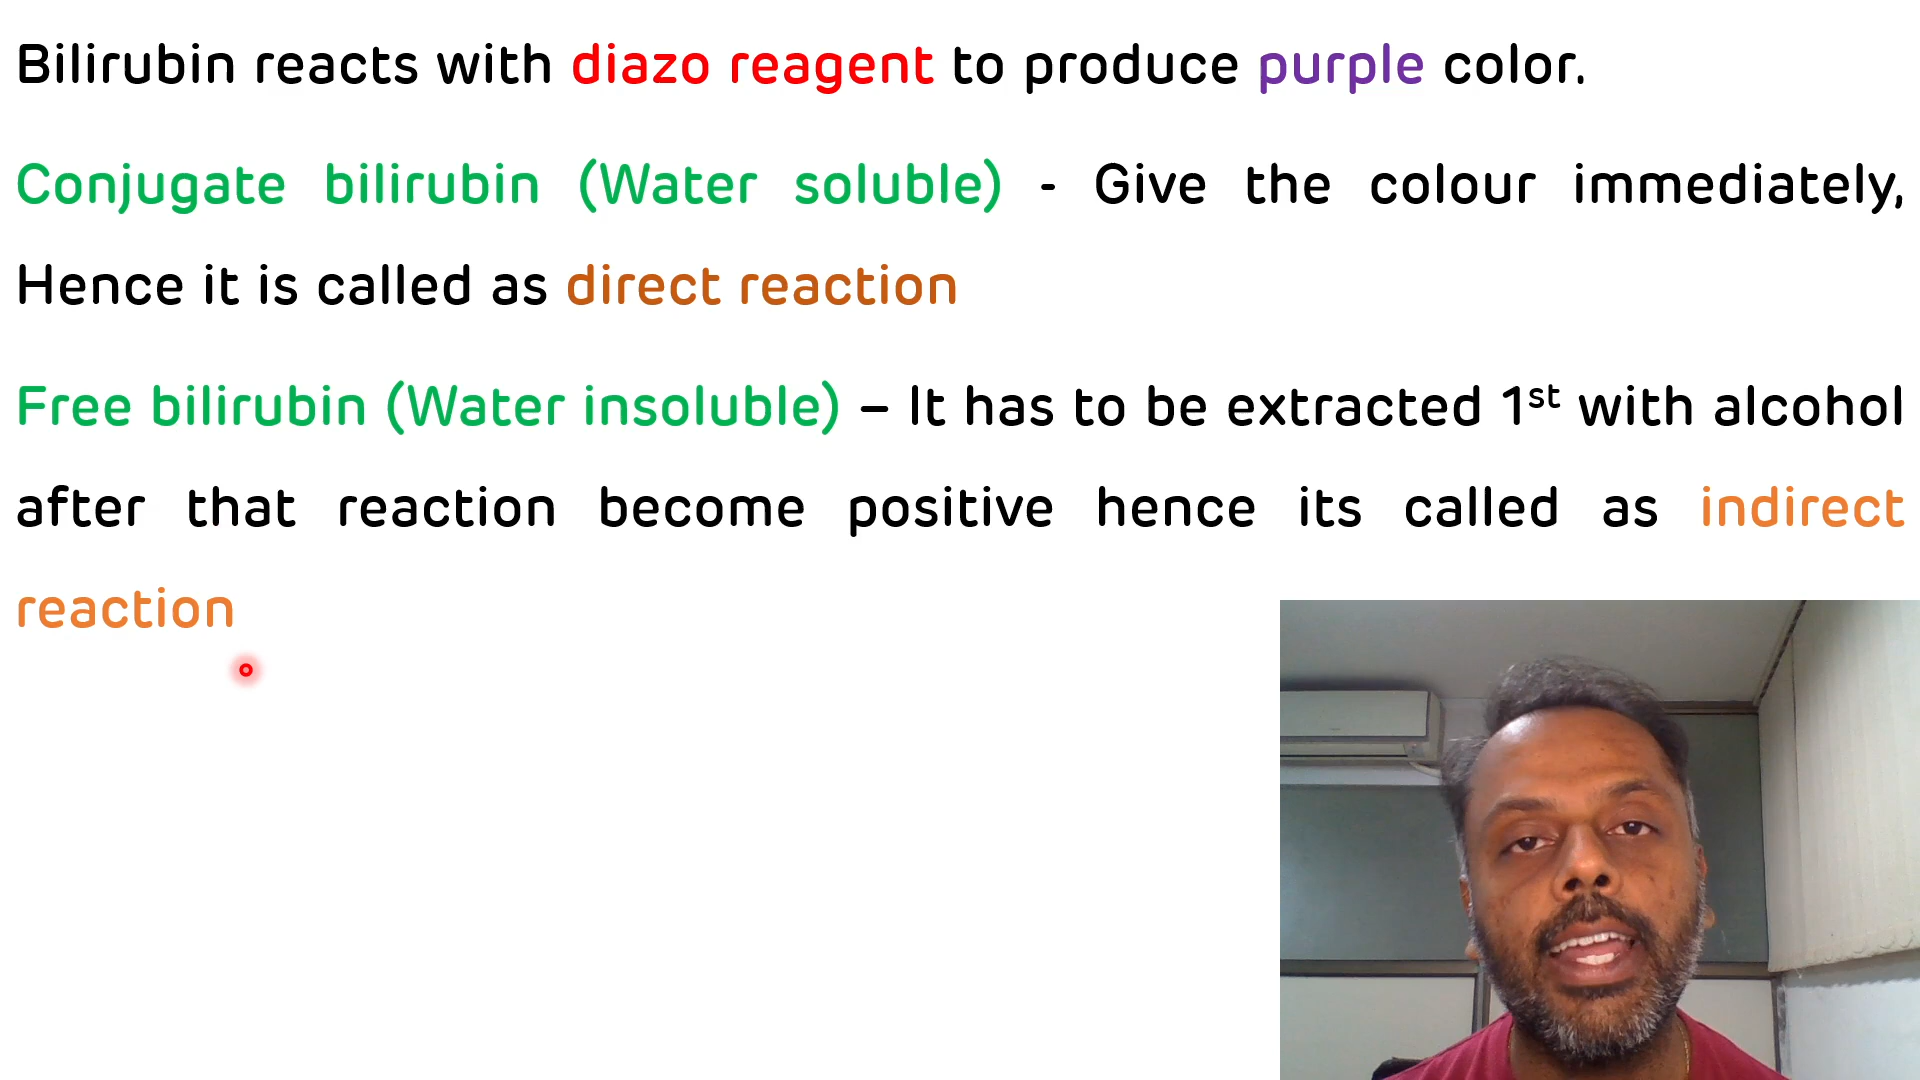 Bilirubin reacts with diazo reagent to produce purple color.
Conjugate bilirubin (Water soluble) - Give the colour immediately,
Hence it is called as direct reaction
Free bilirubin (Water insoluble) – It has to be extracted 1st with alcohol
after that reaction become positive hence its called as indirect
reaction